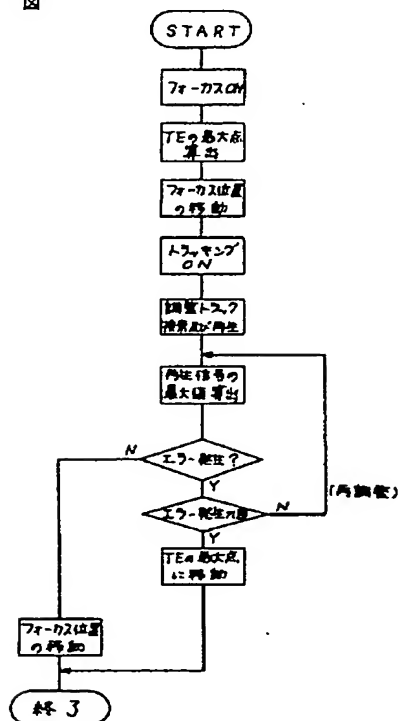 図
START
フォーカスON
TEの最大点
算出
フォーカス位置
の移動
トラッキング
ON
調整トラック
検索及び再生
再生信号の
最大値算出
エラー発生?
N
Y
エラー発生 回
N
(再調整)
Y
TEの最大点
に移動
フォーカス位置
の移動
終了